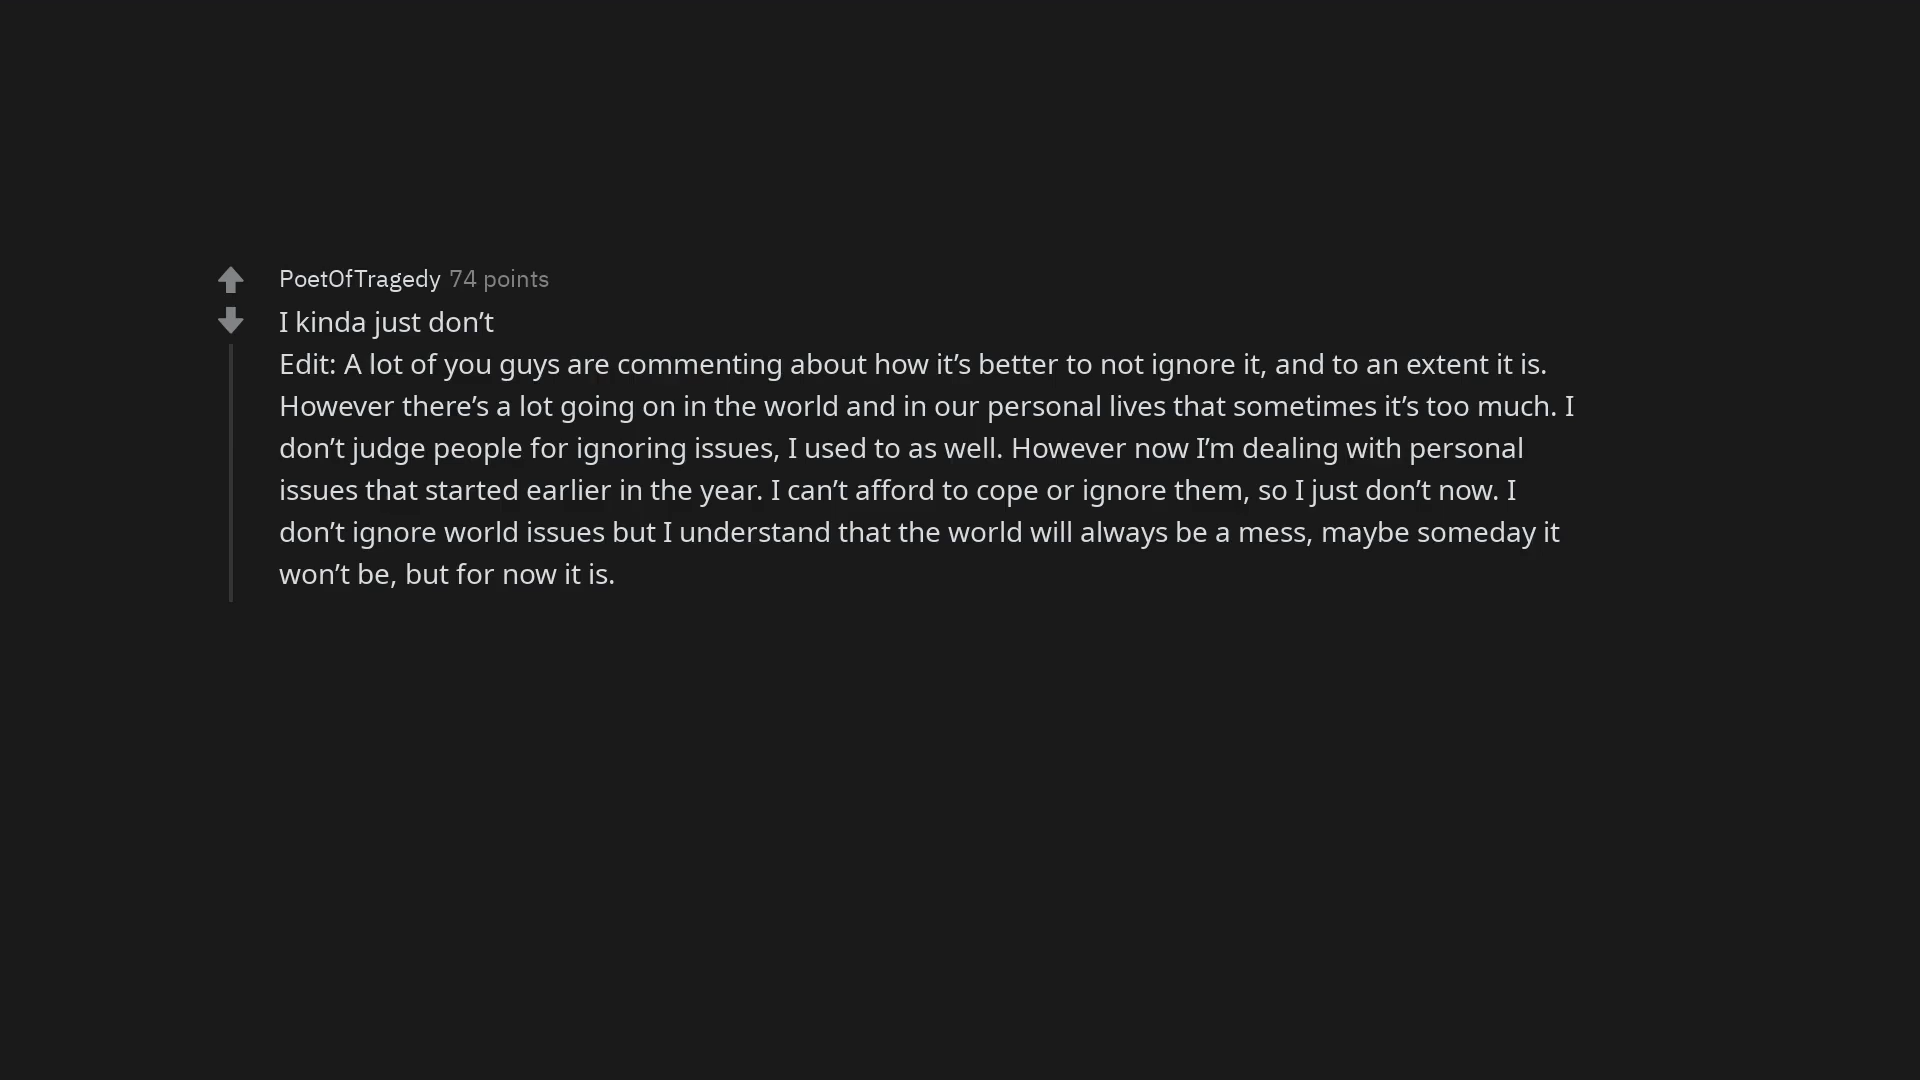 PoetOfTragedy 74 points
I kinda just don’t
Edit: A lot of you guys are commenting about how it’s better to not ignore it, and to an extent it is.
However there’s a lot going on in the world and in our personal lives that sometimes it’s too much. I
don’t judge people for ignoring issues, I used to as well. However now I’m dealing with personal
issues that started earlier in the year. I can’t afford to cope or ignore them, so I just don’t now. I
don’t ignore world issues but I understand that the world will always be a mess, maybe someday it
won’t be, but for now it is.